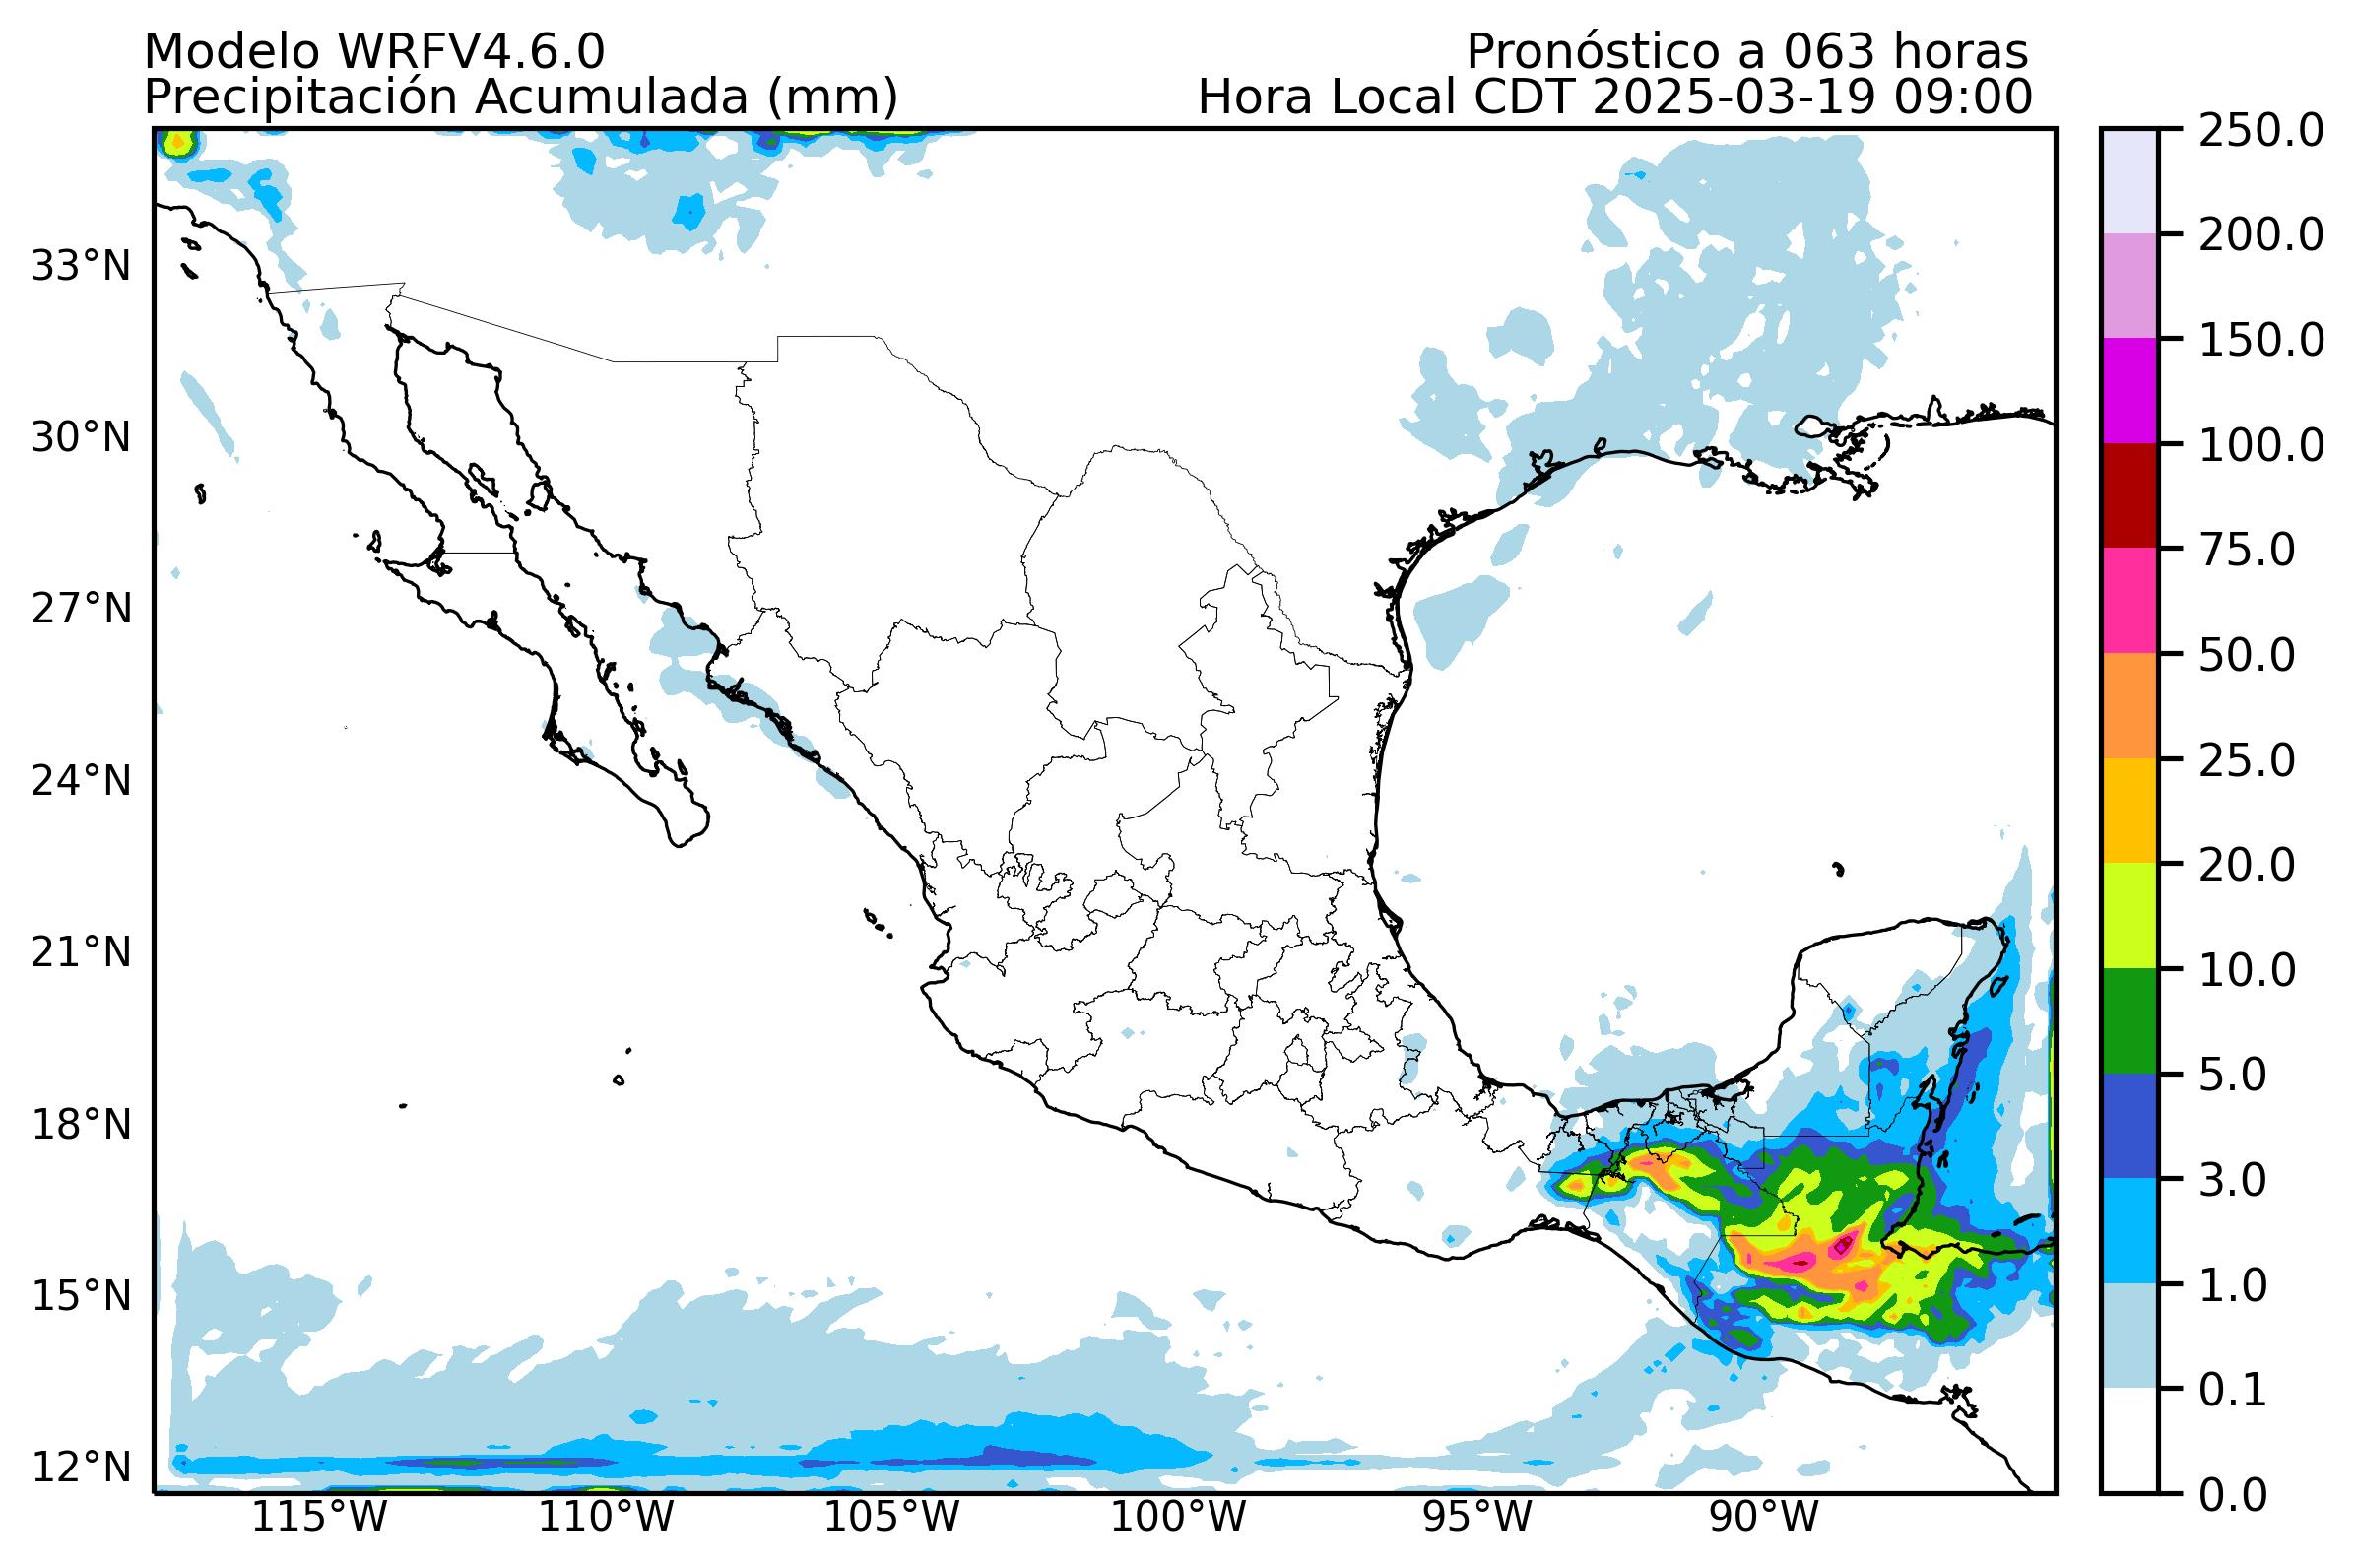 Modelo WRFV4.6.0
Pronóstico a 063 horas
Precipitación Acumulada (mm)
Hora Local CDT 2025-03-19 09:00
33°N
30°N
27°N
24°N
21°N
18°N
15°N
12°N
115°W
110°W
105°W
100°W
95°W
90°W
250.0
200.0
150.0
100.0
75.0
50.0
25.0
20.0
10.0
5.0
3.0
1.0
0.1
0.0